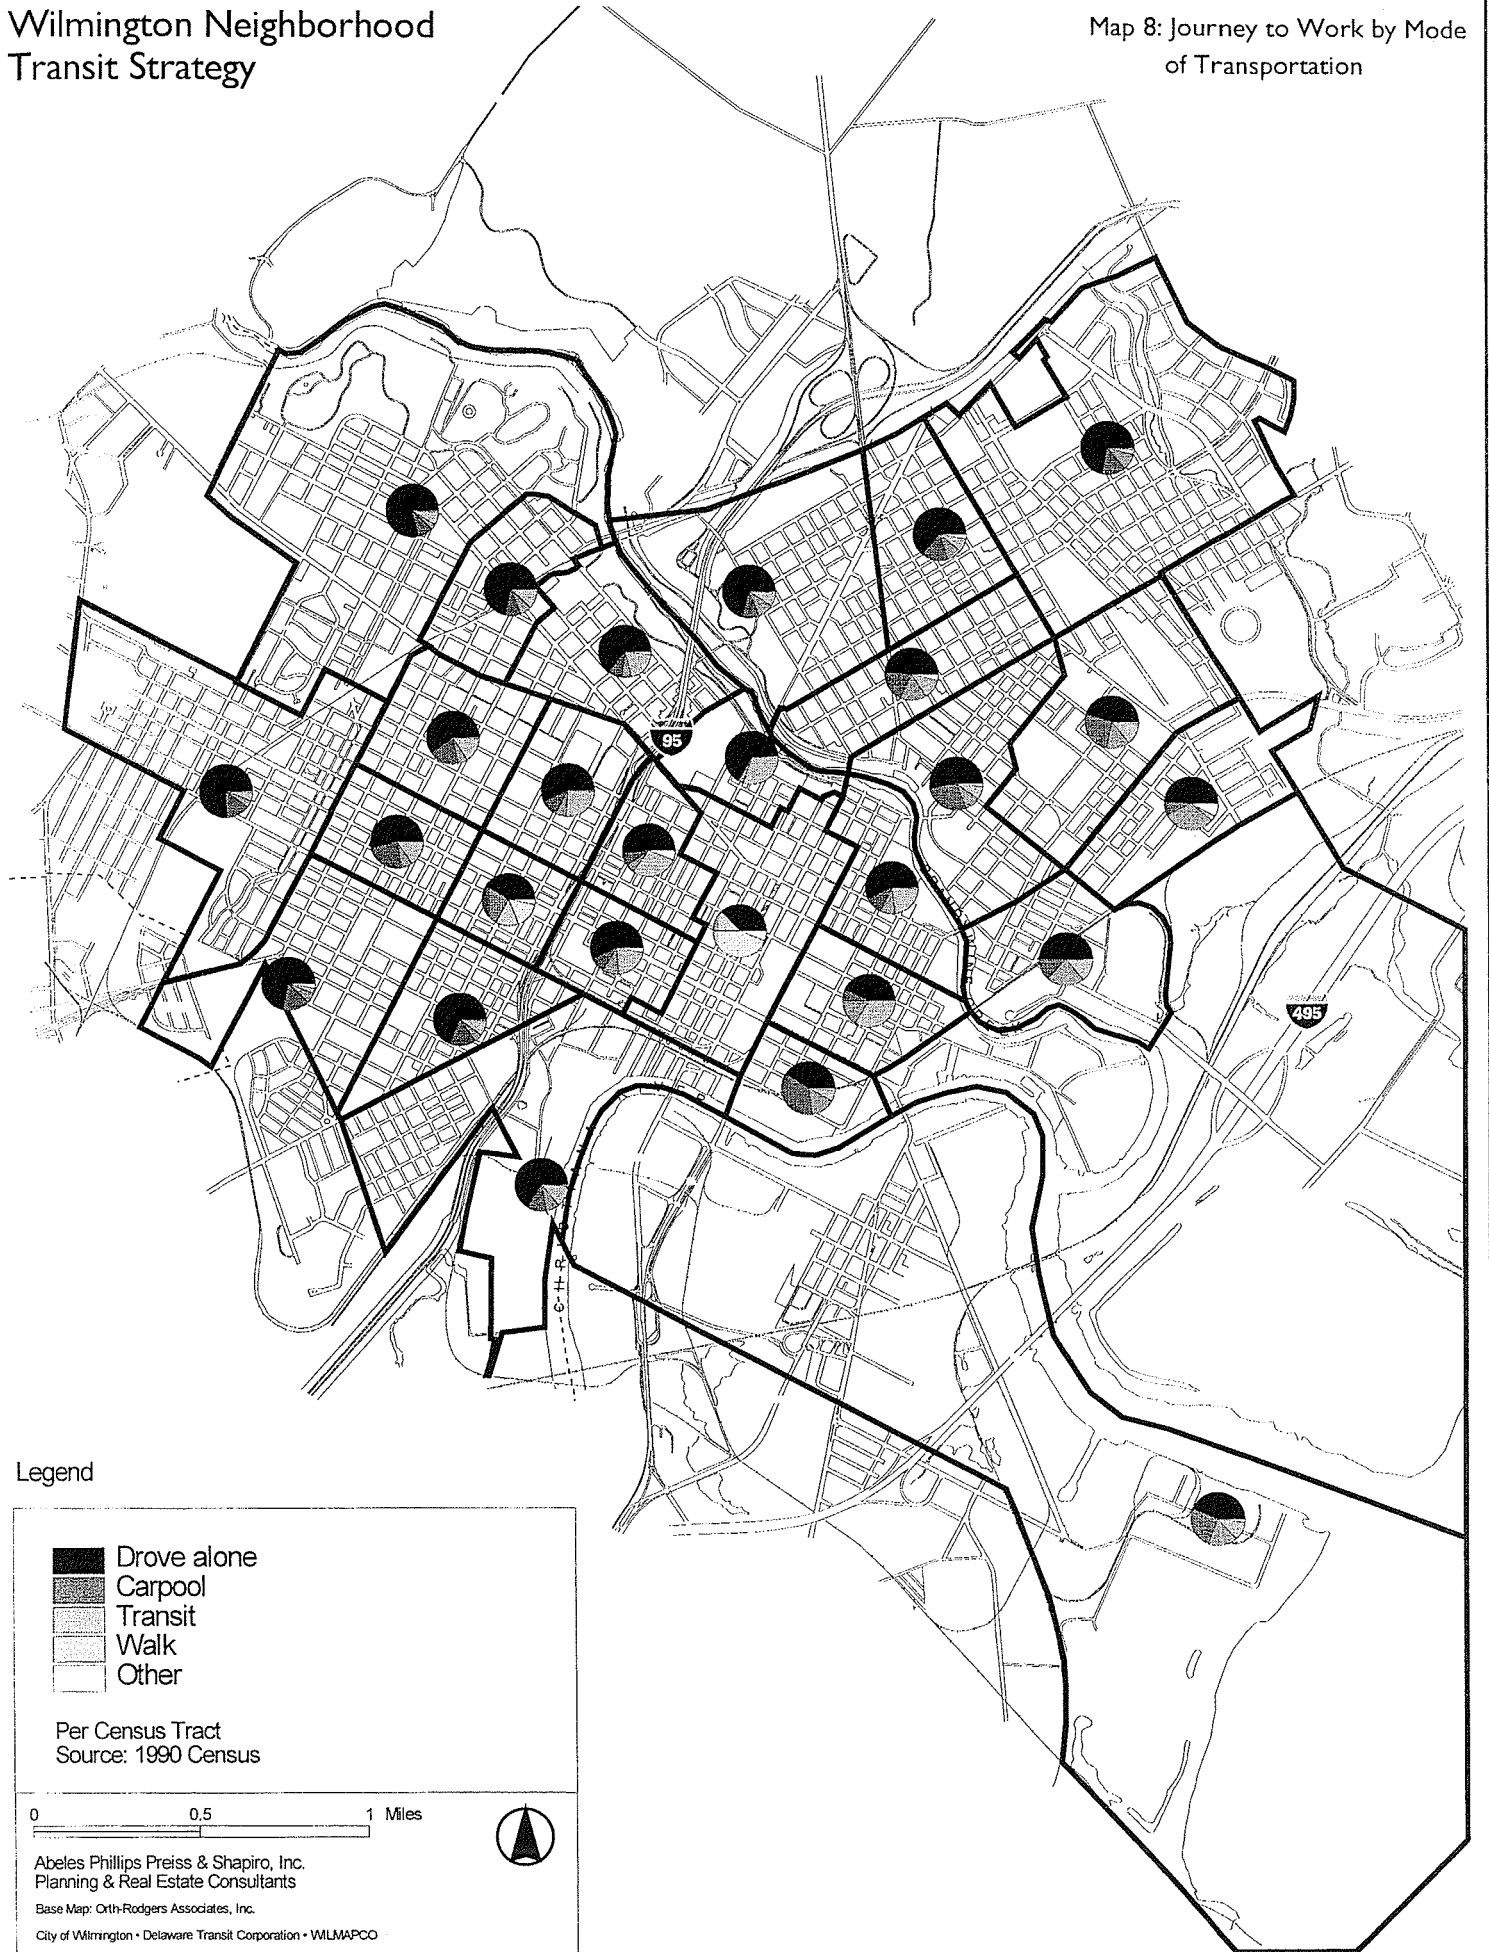 Wilmington Neighborhood
Transit Strategy
Map 8: Journey to Work by Mode
of Transportation
95
495
Legend
Drove alone
Carpool
Transit
Walk
Other
Per Census Tract
Source: 1990 Census
0 0.5 1 Miles
Abeles Phillips Preiss & Shapiro, Inc.
Planning & Real Estate Consultants
Base Map: Orth-Rodgers Associates, Inc.
City of Wilmington • Delaware Transit Corporation • WILMAPCO